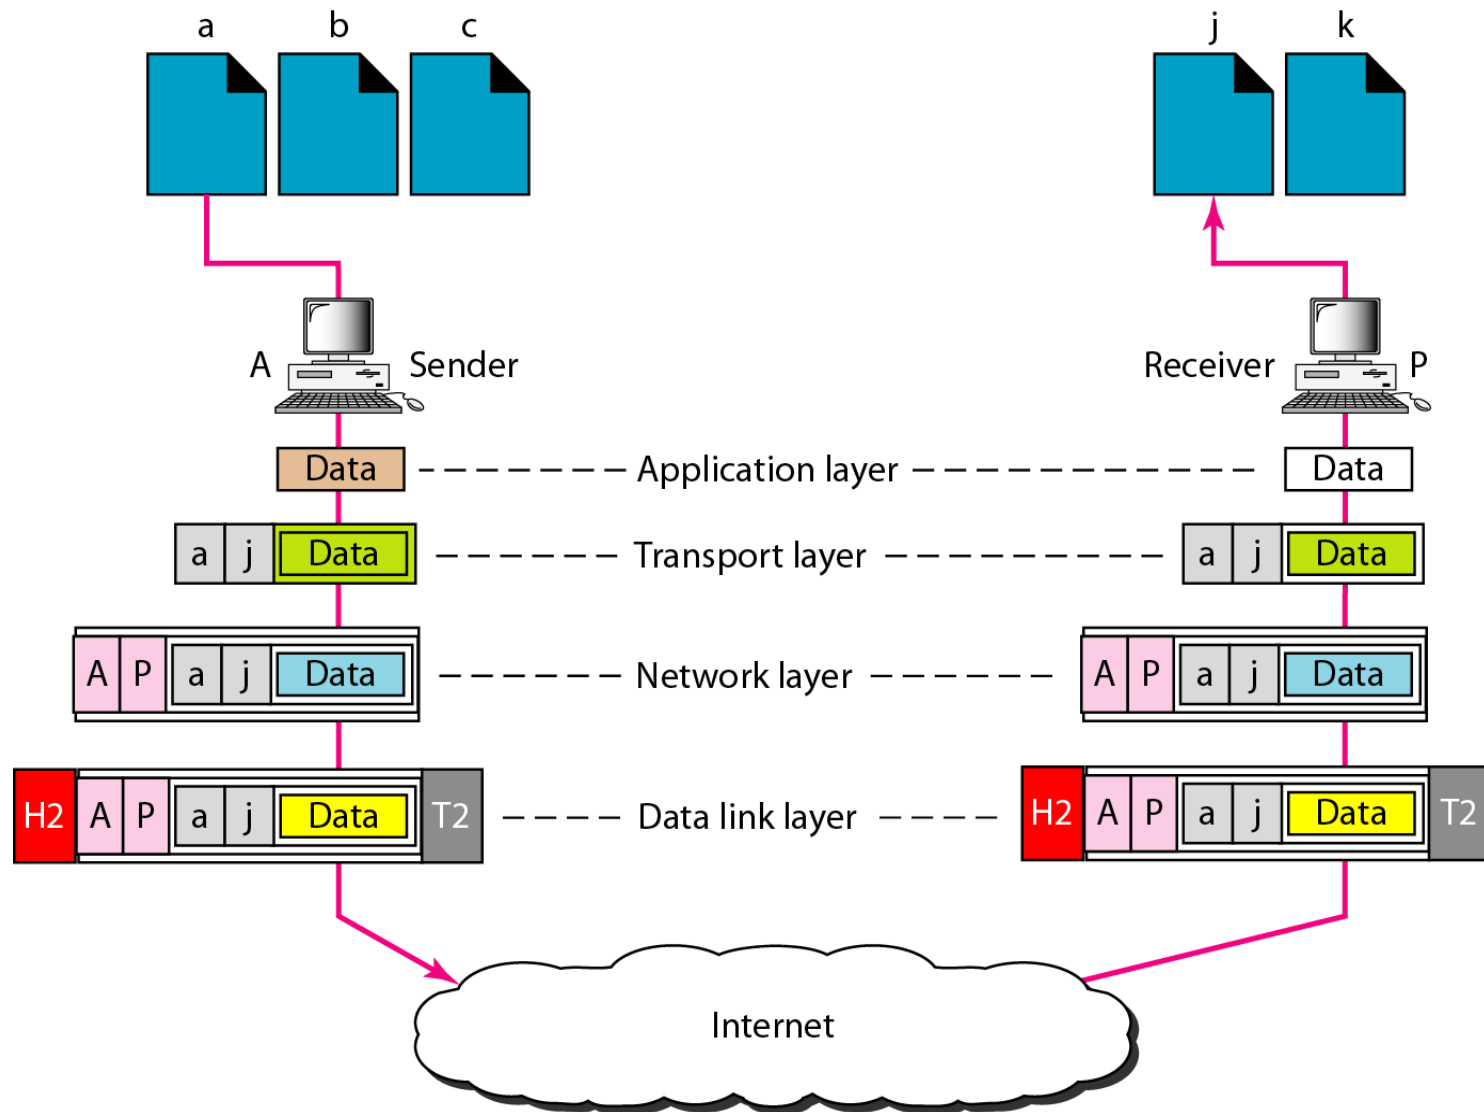 a b c j k
A Sender Receiver P
Data Application layer Data
a j Data Transport layer a j Data
A P a j Data Network layer A P a j Data
H2 A P a j Data T2 Data link layer H2 A P a j Data T2
Internet